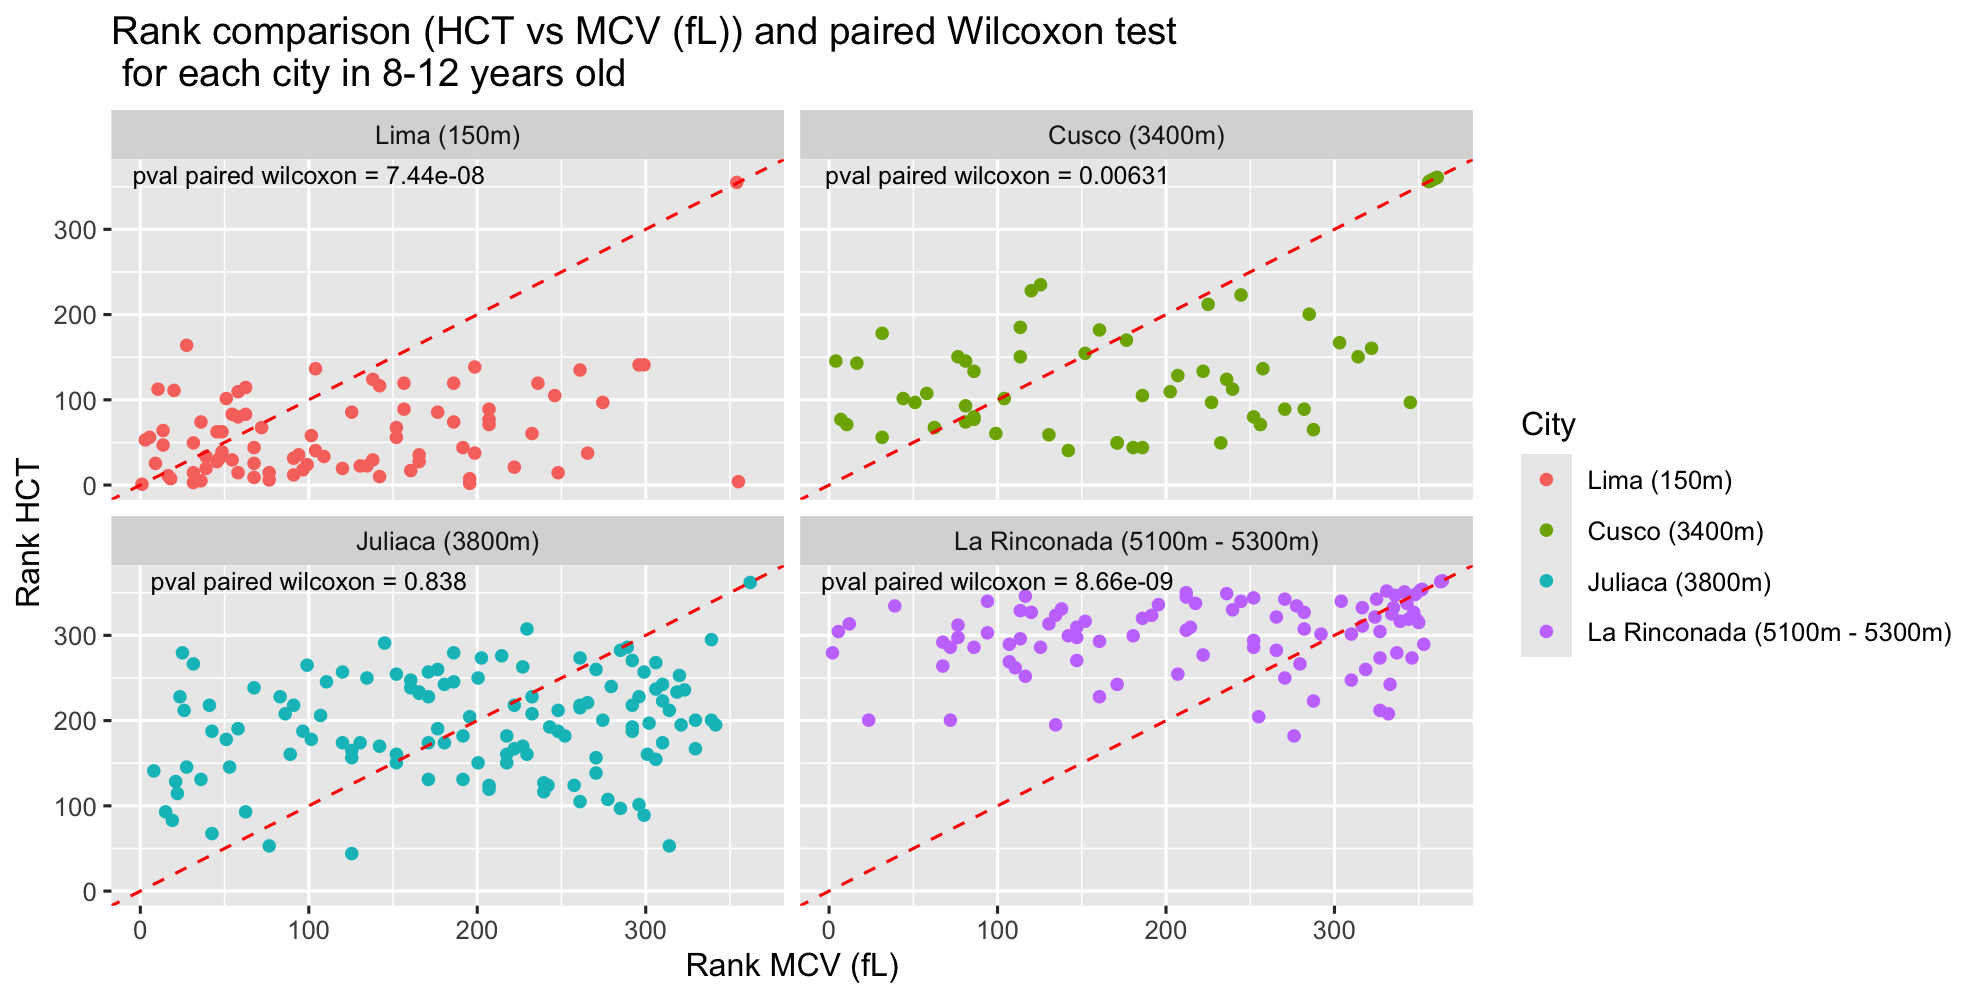 Rank comparison (HCT vs MCV (fL)) and paired Wilcoxon test
for each city in 8-12 years old
Lima (150m)
Cusco (3400m)
pval paired wilcoxon = 7.44e-08
pval paired wilcoxon = 0.00631
300
200
100
0
Juliaca (3800m)
La Rinconada (5100m - 5300m)
pval paired wilcoxon = 0.838
pval paired wilcoxon = 8.66e-09
300
200
100
0
0 100 200 300
0 100 200 300
Rank HCT
Rank MCV (fL)
City
Lima (150m)
Cusco (3400m)
Juliaca (3800m)
La Rinconada (5100m - 5300m)